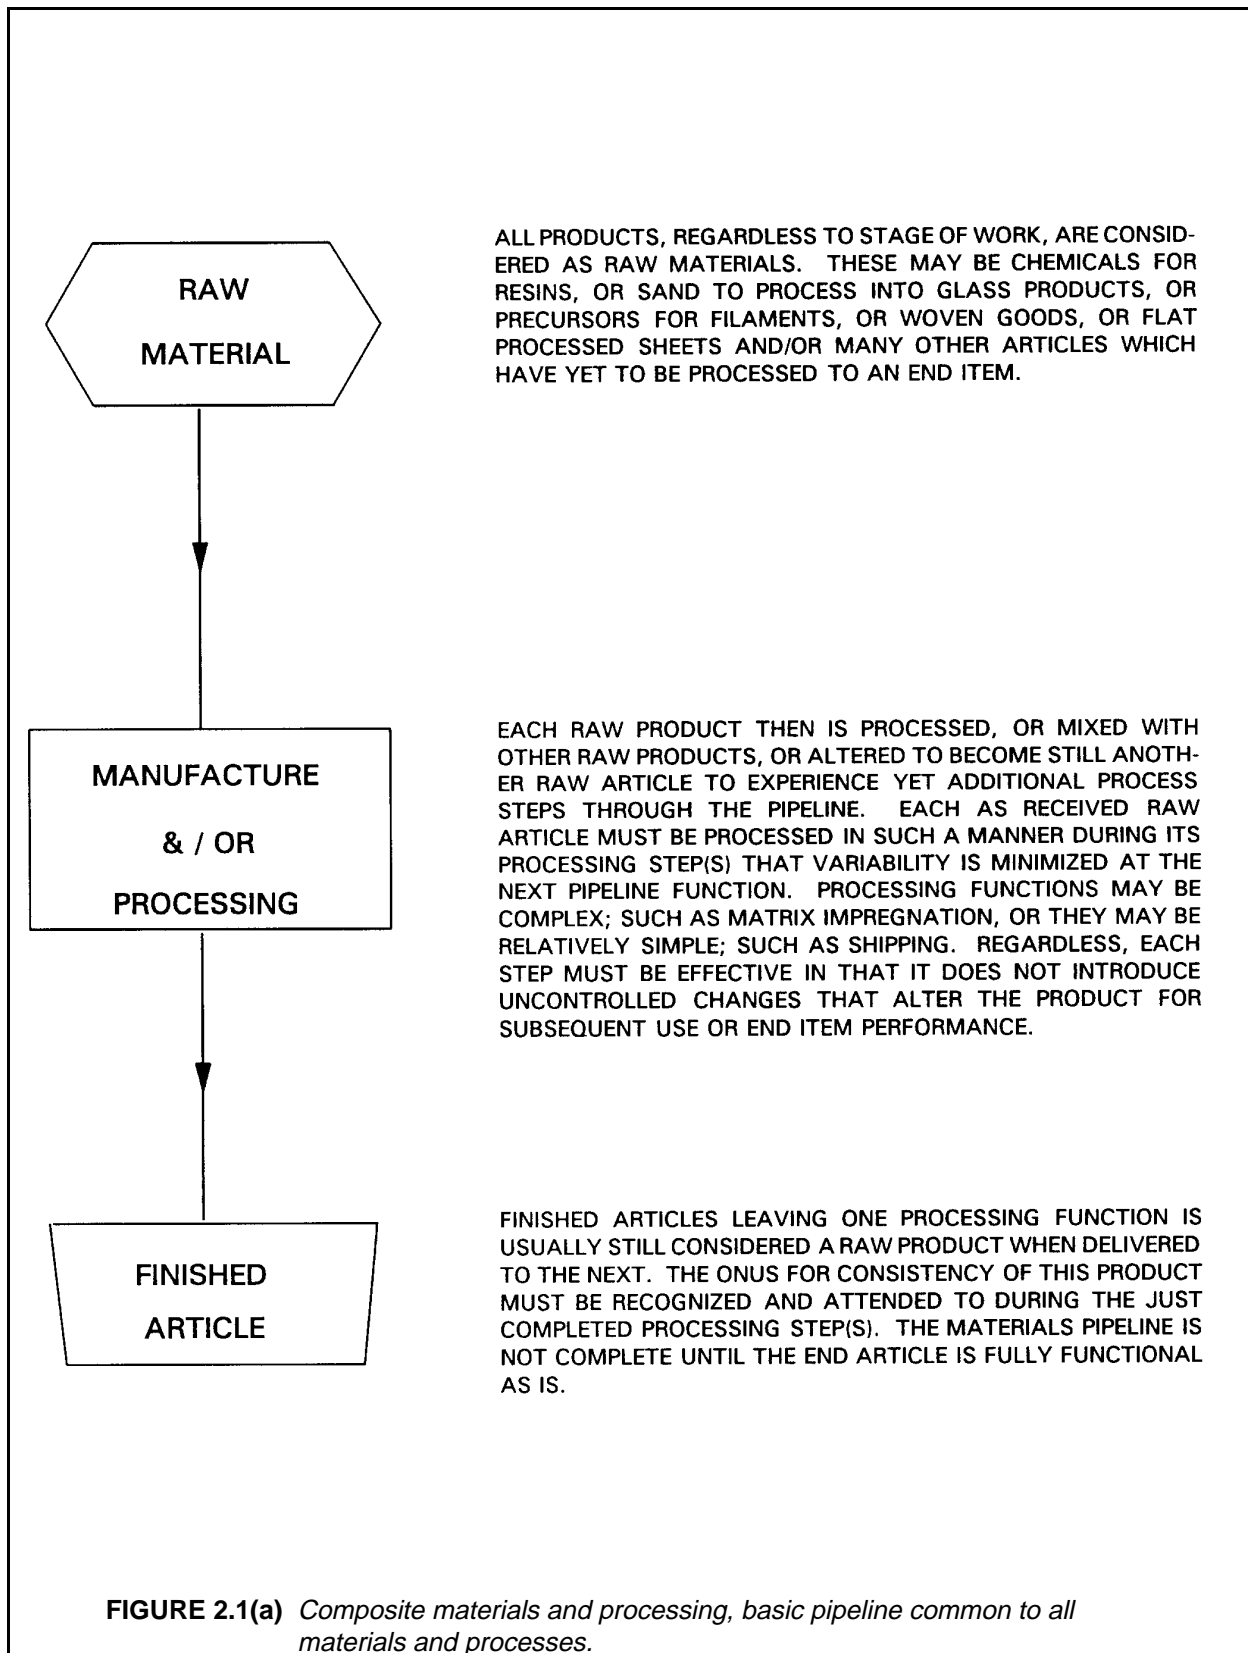 RAW
MATERIAL
ALL PRODUCTS, REGARDLESS TO STAGE OF WORK, ARE CONSID-
ERED AS RAW MATERIALS. THESE MAY BE CHEMICALS FOR
RESINS, OR SAND TO PROCESS INTO GLASS PRODUCTS, OR
PRECURSORS FOR FILAMENTS, OR WOVEN GOODS, OR FLAT
PROCESSED SHEETS AND/OR MANY OTHER ARTICLES WHICH
HAVE YET TO BE PROCESSED TO AN END ITEM.
MANUFACTURE
& / OR
PROCESSING
EACH RAW PRODUCT THEN IS PROCESSED, OR MIXED WITH
OTHER RAW PRODUCTS, OR ALTERED TO BECOME STILL ANOTH-
ER RAW ARTICLE TO EXPERIENCE YET ADDITIONAL PROCESS
STEPS THROUGH THE PIPELINE. EACH AS RECEIVED RAW
ARTICLE MUST BE PROCESSED IN SUCH A MANNER DURING ITS
PROCESSING STEP(S) THAT VARIABILITY IS MINIMIZED AT THE
NEXT PIPELINE FUNCTION. PROCESSING FUNCTIONS MAY BE
COMPLEX; SUCH AS MATRIX IMPREGNATION, OR THEY MAY BE
RELATIVELY SIMPLE; SUCH AS SHIPPING. REGARDLESS, EACH
STEP MUST BE EFFECTIVE IN THAT IT DOES NOT INTRODUCE
UNCONTROLLED CHANGES THAT ALTER THE PRODUCT FOR
SUBSEQUENT USE OR END ITEM PERFORMANCE.
FINISHED
ARTICLE
FINISHED ARTICLES LEAVING ONE PROCESSING FUNCTION IS
USUALLY STILL CONSIDERED A RAW PRODUCT WHEN DELIVERED
TO THE NEXT. THE ONUS FOR CONSISTENCY OF THIS PRODUCT
MUST BE RECOGNIZED AND ATTENDED TO DURING THE JUST
COMPLETED PROCESSING STEP(S). THE MATERIALS PIPELINE IS
NOT COMPLETE UNTIL THE END ARTICLE IS FULLY FUNCTIONAL
AS IS.
FIGURE 2.1(a) Composite materials and processing, basic pipeline common to all
materials and processes.